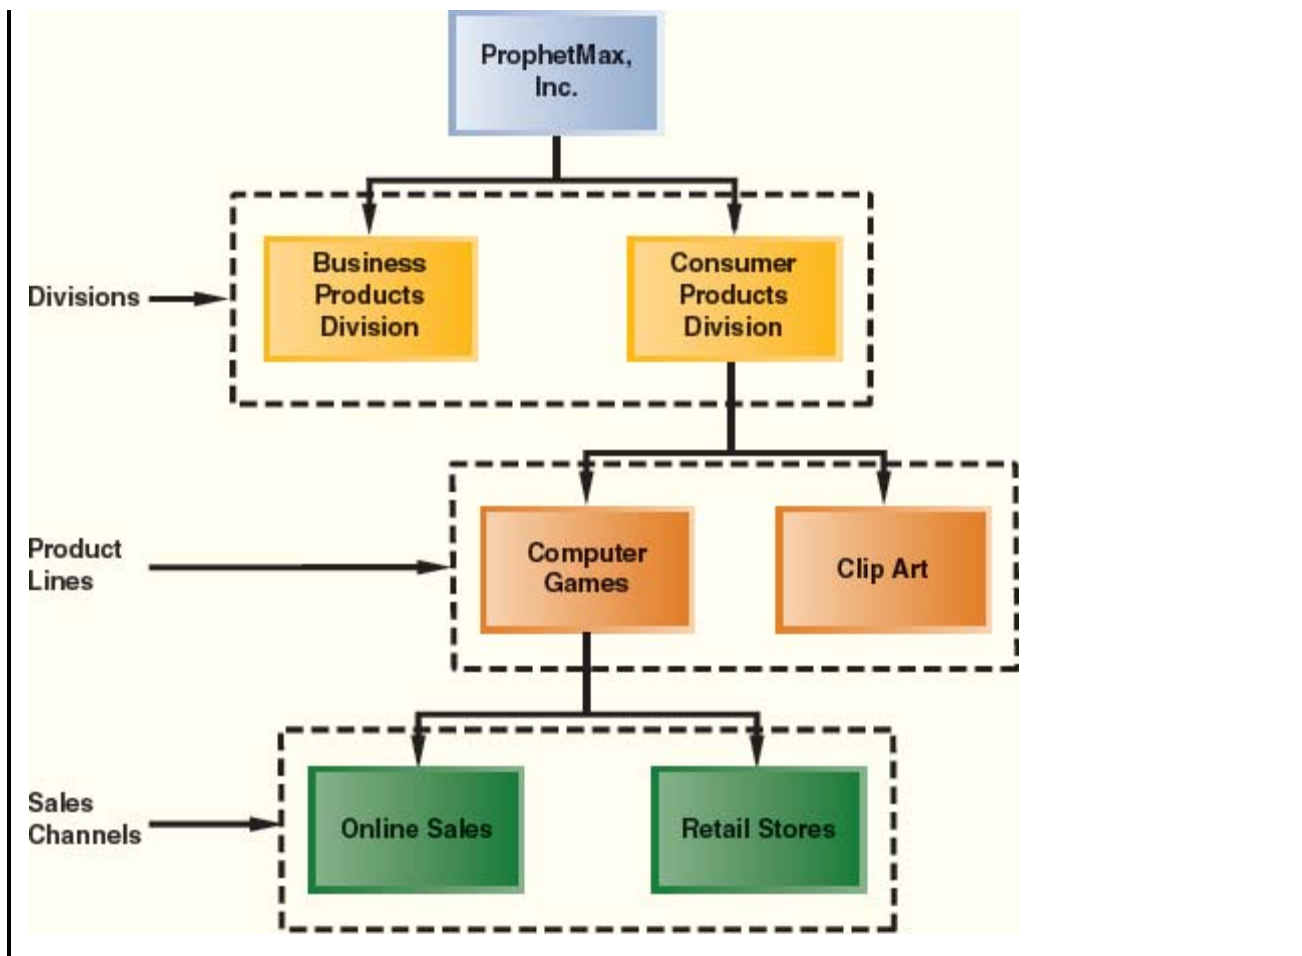 ProphetMax,
Inc.
Divisions
Business
Products
Division
Consumer
Products
Division
Product
Lines
Computer
Games
Clip Art
Sales
Channels
Online Sales
Retail Stores